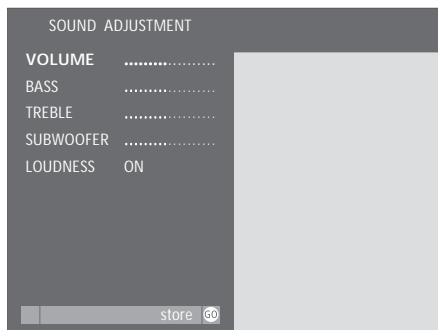 SOUND ADJUSTMENT
VOLUME ....................
BASS ....................
TREBLE ....................
SUBWOOFER ....................
LOUDNESS ON
store GO